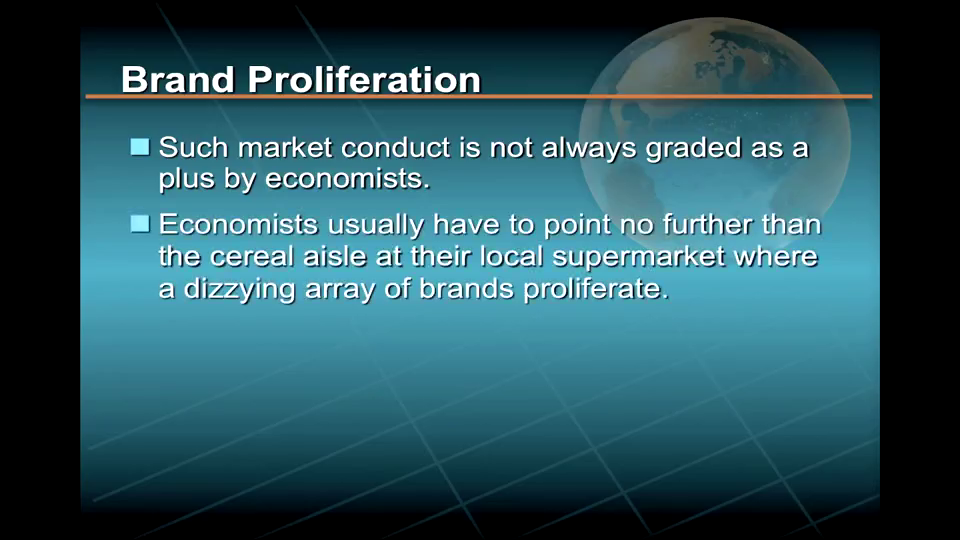 Brand Proliferation
Such market conduct is not always graded as a
plus by economists.
Economists usually have to point no further than
the cereal aisle at their local supermarket where
a dizzying array of brands proliferate.